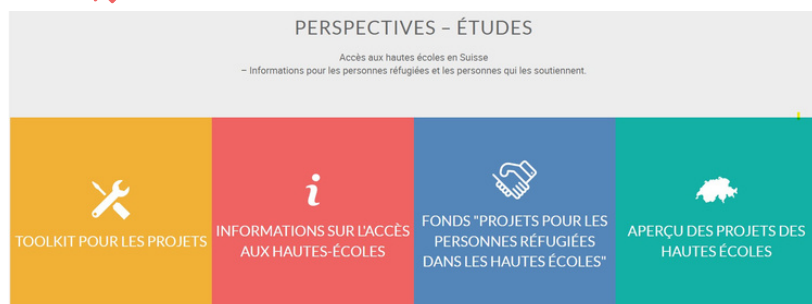 PERSPECTIVES – ÉTUDES
Accès aux hautes écoles en Suisse
– Informations pour les personnes réfugiées et les personnes qui les soutiennent.
TOOLKIT POUR LES PROJETS
INFORMATIONS SUR L'ACCÈS
AUX HAUTES-ÉCOLES
FONDS "PROJETS POUR LES
PERSONNES RÉFUGIÉES
DANS LES HAUTES ÉCOLES"
APERÇU DES PROJETS DES
HAUTES ÉCOLES